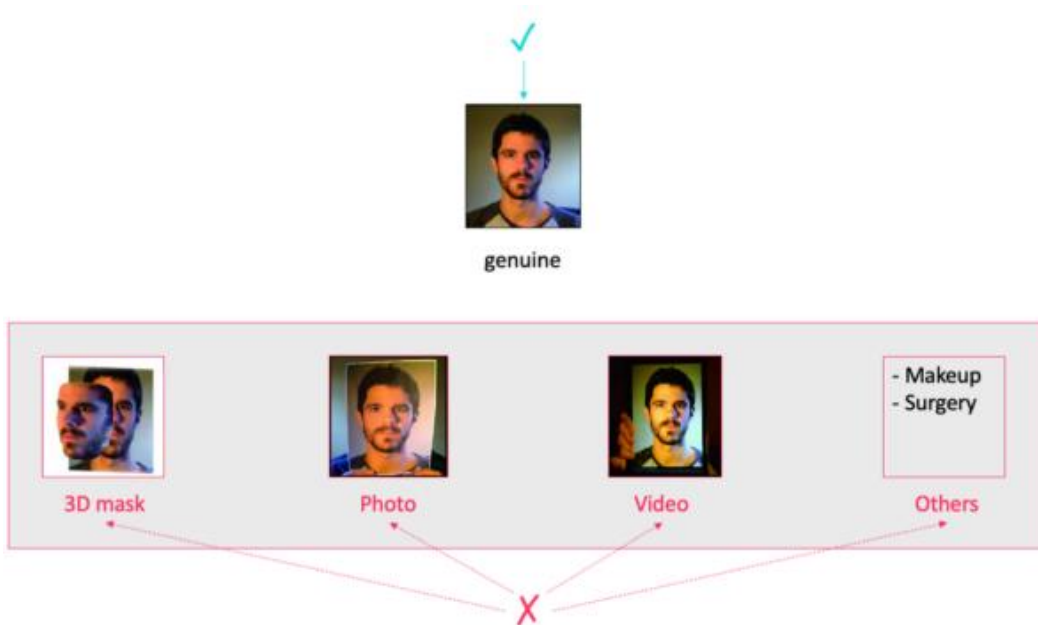 genuine
- Makeup
- Surgery
3D mask
Photo
Video
Others